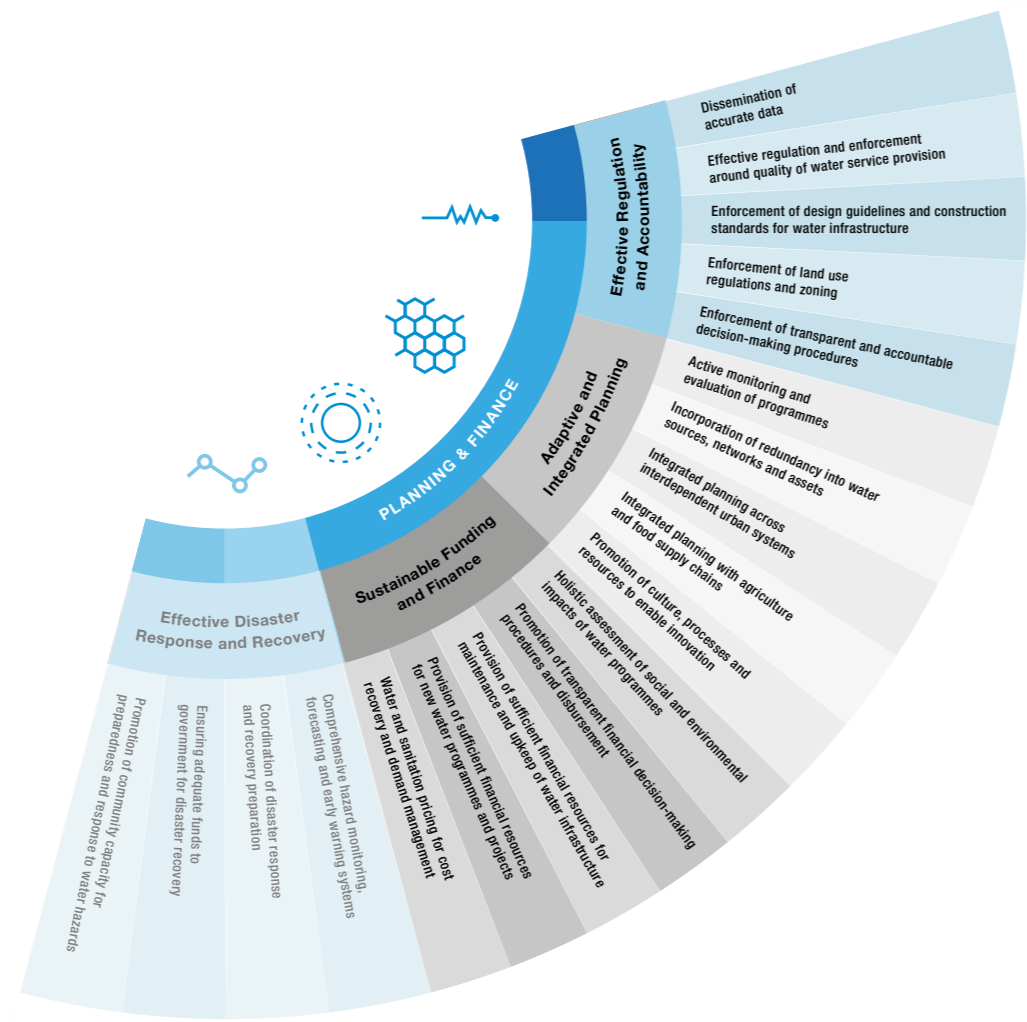 Dissemination of
accurate data
Effective regulation and enforcement
around quality of water service provision
Enforcement of design guidelines and construction
standards for water infrastructure
Enforcement of land use
regulations and zoning
Enforcement of transparent and accountable
decision-making procedures
Effective Regulation
and Accountability
Active monitoring and
evaluation of programmes
Incorporation of redundancy into water
sources, networks and assets
Integrated planning across
interdependent urban systems
Integrated planning with agriculture
and food supply chains
Promotion of culture, processes and
resources to enable innovation
Adaptive and
Integrated Planning
PLANNING & FINANCE
Holistic assessment of social and environmental
impacts of water programmes
Promotion of transparent financial decision-making
procedures and disbursement
Provision of sufficient financial resources for
maintenance and upkeep of water infrastructure
Provision of sufficient financial resources
for new water programmes and projects
Water and sanitation pricing for cost
recovery and demand management
Sustainable Funding
and Finance
Effective Disaster
Response and Recovery
Comprehensive hazard monitoring,
forecasting and early warning systems
Coordination of disaster response
and recovery preparation
Ensuring adequate funds to
government for disaster recovery
Promotion of community capacity for
preparedness and response to water hazards